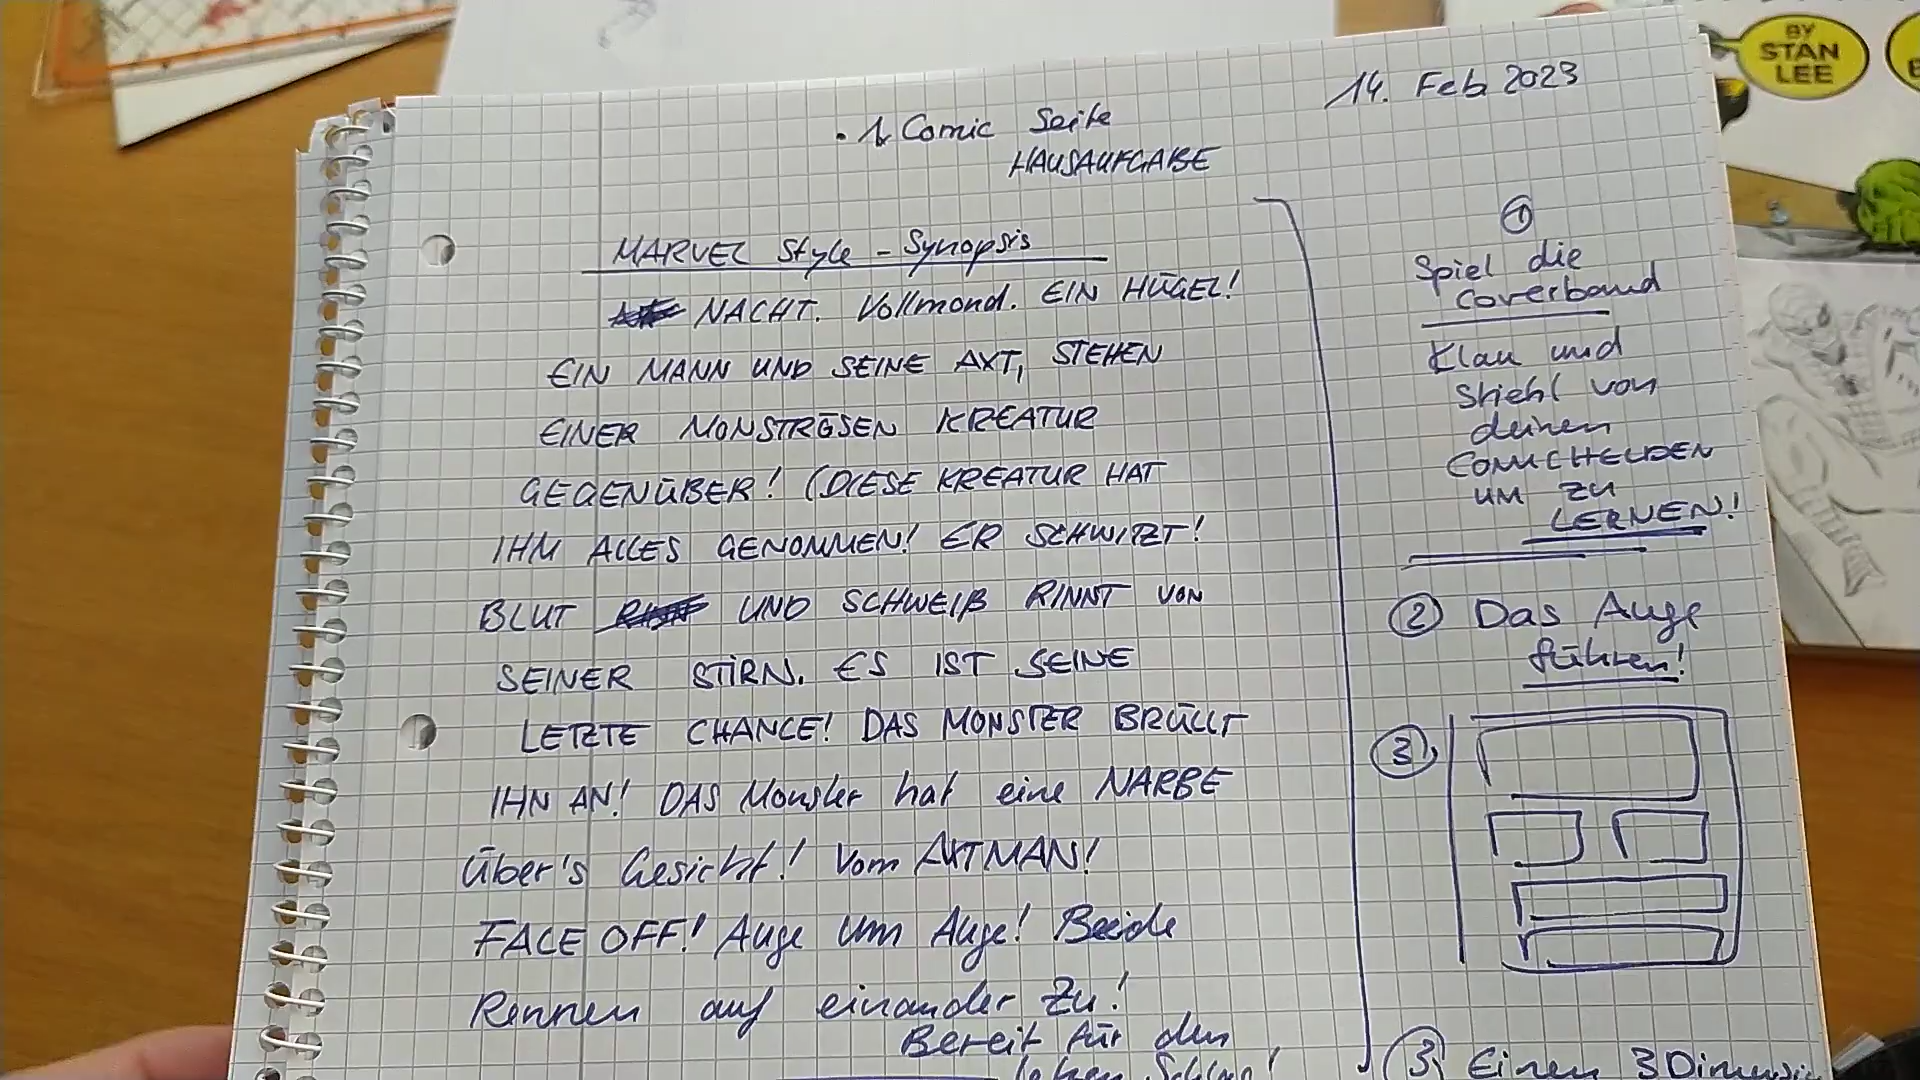 BY
STAN
LEE
14. Feb 2023
• 1 Comic Seite
HAUSAUFGABE
MARVEL Style - Synopsis
NACHT. Vollmond. EIN HÜGEL!
EIN MANN UND SEINE AXT, STEHEN
EINER MONSTRÖSEN KREATUR
GEGENÜBER! (DIESE KREATUR HAT
IHM ALLES GENOMMEN! ER SCHWITZT!
BLUT UND SCHWEIß RINNT VON
SEINER STIRN. ES IST SEINE
LETZTE CHANCE! DAS MONSTER BRÜLLT
IHN AN! DAS Monster hat eine NARBE
über's Gesicht! Vom AXTMAN!
FACE OFF! Auge um Auge! Beide
Rennen auf einander zu!
Bereit für den
①
Spiel die
Coverband
Klau und
Stiehl von
deinen
COMICHELDEN
um zu
LERNEN!
② Das Auge
führen!
③
③ Einen 3Dimensio